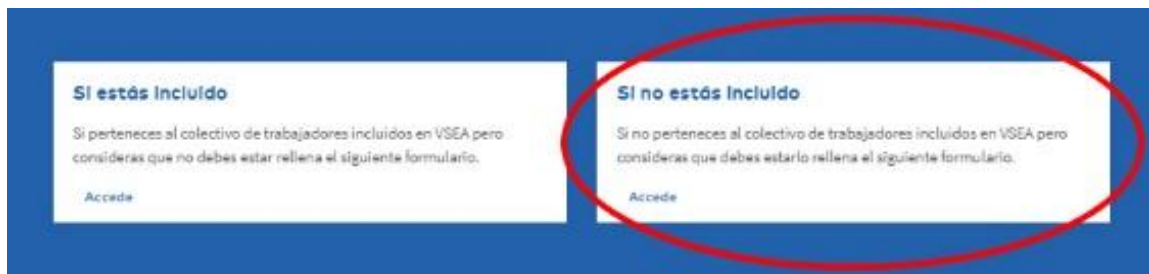 Si estás incluido
Si perteneces al colectivo de trabajadores incluidos en VSEA pero
consideras que no debes estar rellena el siguiente formulario.
Accede
Si no estás incluido
Si no perteneces al colectivo de trabajadores incluidos en VSEA pero
consideras que debes estarlo rellena el siguiente formulario.
Accede